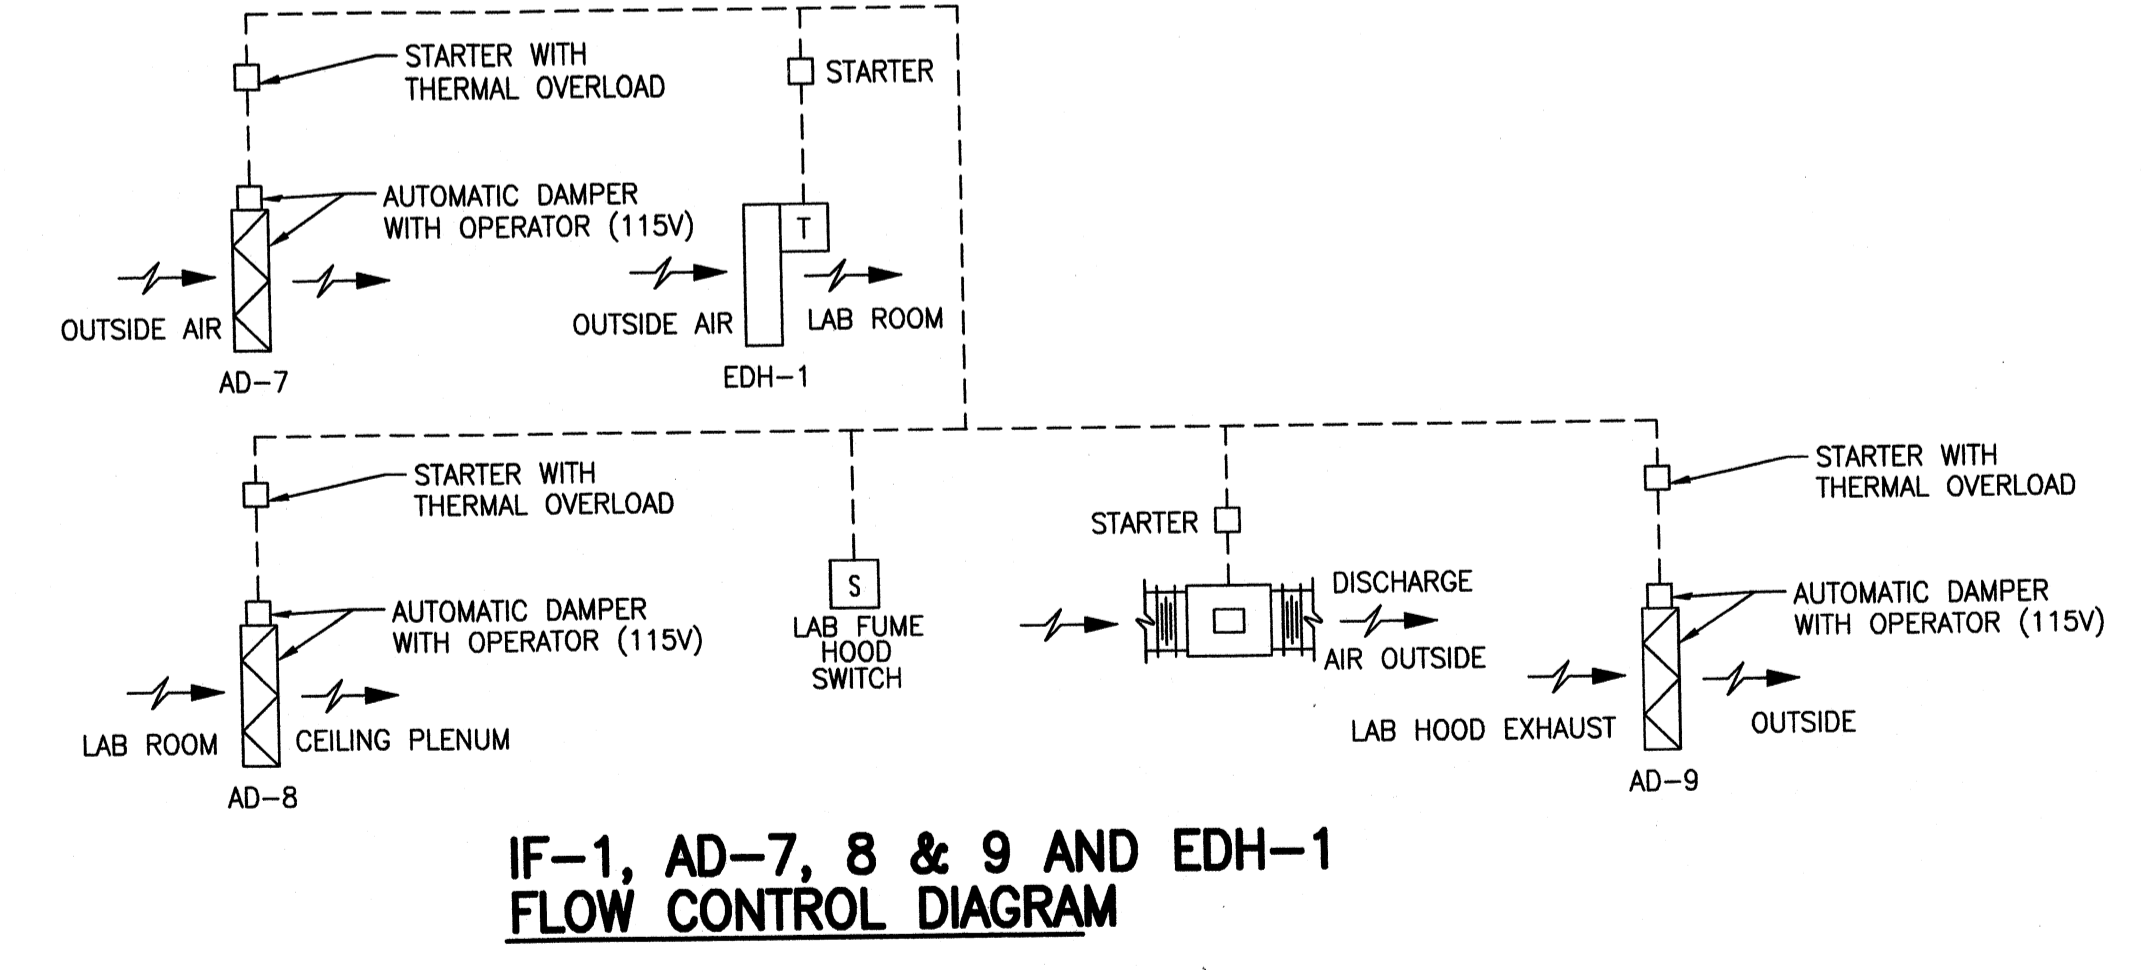 STARTER WITH
THERMAL OVERLOAD
STARTER
AUTOMATIC DAMPER
WITH OPERATOR (115V)
T
OUTSIDE AIR
AD-7
OUTSIDE AIR
LAB ROOM
EDH-1
STARTER WITH
THERMAL OVERLOAD
AUTOMATIC DAMPER
WITH OPERATOR (115V)
LAB ROOM
CEILING PLENUM
AD-8
S
LAB FUME
HOOD
SWITCH
STARTER
DISCHARGE
AIR OUTSIDE
STARTER WITH
THERMAL OVERLOAD
AUTOMATIC DAMPER
WITH OPERATOR (115V)
LAB HOOD EXHAUST
OUTSIDE
AD-9
IF-1, AD-7, 8 & 9 AND EDH-1
FLOW CONTROL DIAGRAM